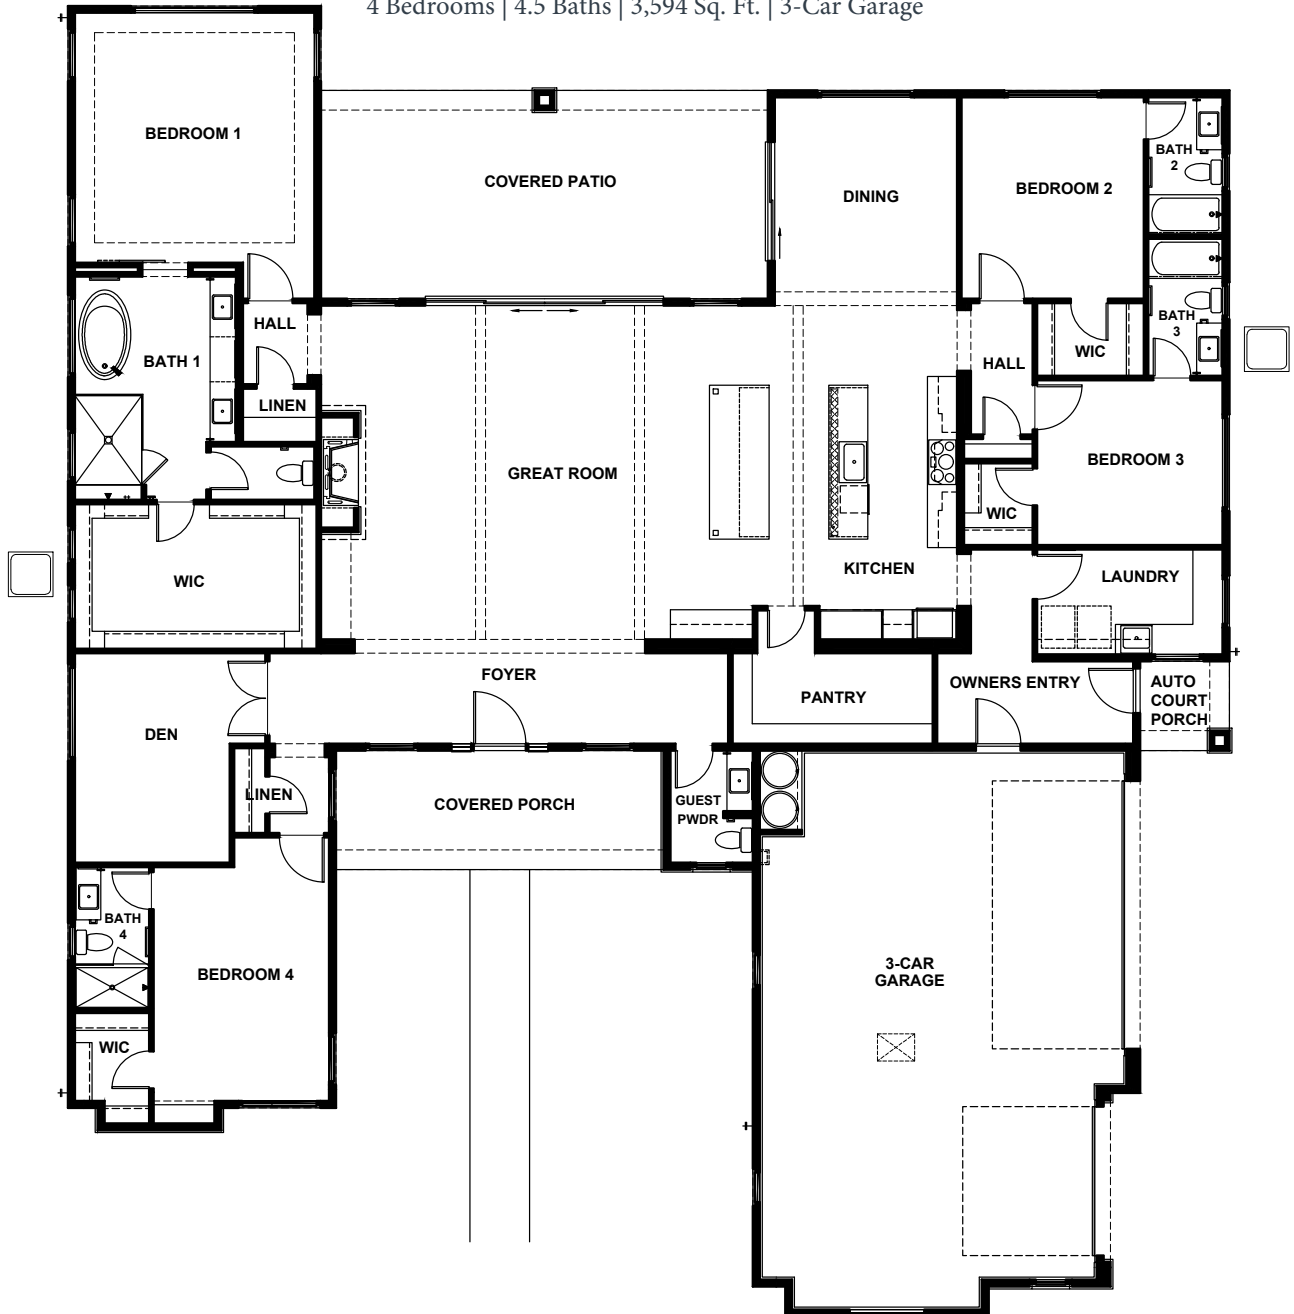 4 Bedrooms | 4.5 Baths | 3,594 Sq. Ft. | 3-Car Garage
BEDROOM 1
COVERED PATIO
DINING
BEDROOM 2
BATH
2
HALL
BATH 1
LINEN
HALL
WIC
BATH
3
GREAT ROOM
BEDROOM 3
WIC
WIC
KITCHEN
LAUNDRY
FOYER
PANTRY
OWNERS ENTRY
AUTO
COURT
PORCH
DEN
LINEN
COVERED PORCH
GUEST
PWDR
BATH
4
BEDROOM 4
3-CAR
GARAGE
WIC